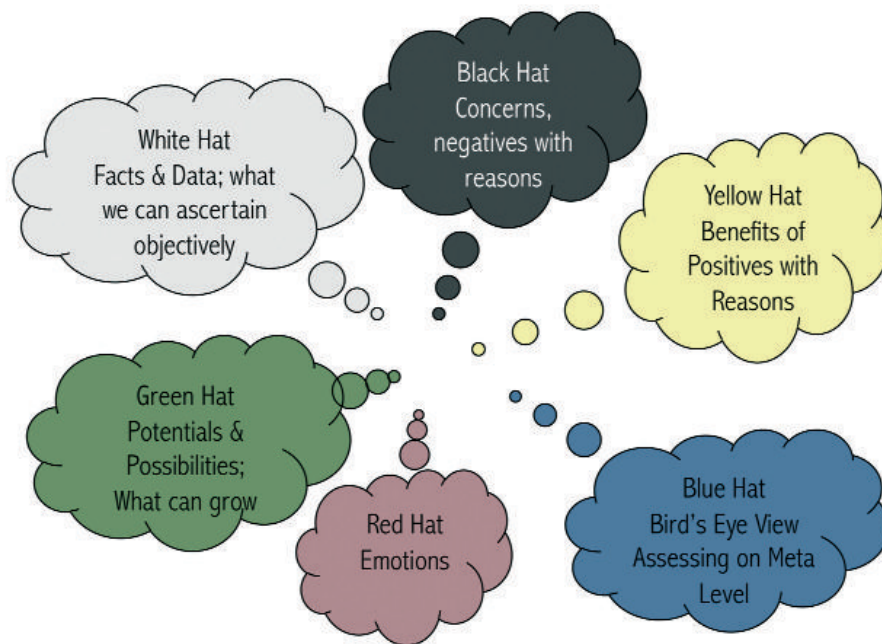 Black Hat
Concerns,
negatives with
reasons
White Hat
Facts & Data; what
we can ascertain
objectively
Yellow Hat
Benefits of
Positives with
Reasons
Green Hat
Potentials &
Possibilities;
What can grow
Red Hat
Emotions
Blue Hat
Bird's Eye View
Assessing on Meta
Level